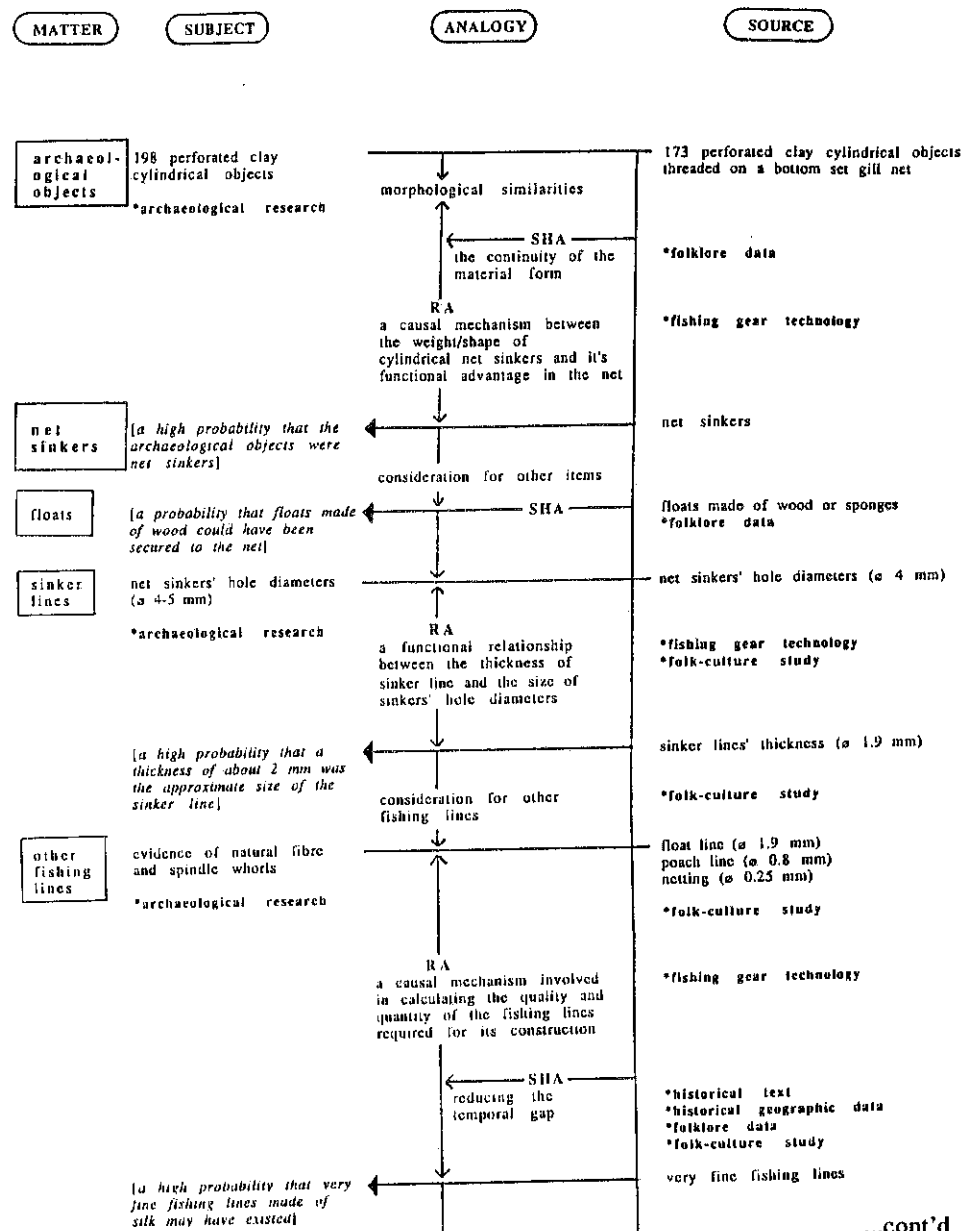 MATTER SUBJECT ANALOGY SOURCE
archaeol-
ogical
objects
198 perforated clay
cylindrical objects
*archaeological research
morphological similarities
173 perforated clay cylindrical objects
threaded on a bottom set gill net
SHA
the continuity of the
material form
*folklore data
RA
a causal mechanism between
the weight/shape of
cylindrical net sinkers and it's
functional advantage in the net
*fishing gear technology
net
sinkers
[a high probability that the
archaeological objects were
net sinkers]
net sinkers
consideration for other items
floats
[a probability that floats made
of wood could have been
secured to the net]
SHA
floats made of wood or sponges
*folklore data
sinker
lines
net sinkers' hole diameters
(ø 4-5 mm)
*archaeological research
net sinkers' hole diameters (ø 4 mm)
RA
a functional relationship
between the thickness of
sinker line and the size of
sinkers' hole diameters
*fishing gear technology
*folk-culture study
[a high probability that a
thickness of about 2 mm was
the approximate size of the
sinker line]
sinker lines' thickness (ø 1.9 mm)
consideration for other
fishing lines
*folk-culture study
other
fishing
lines
evidence of natural fibre
and spindle whorls
*archaeological research
float line (ø 1.9 mm)
poach line (ø 0.8 mm)
netting (ø 0.25 mm)
*folk-culture study
RA
a causal mechanism involved
in calculating the quality and
quantity of the fishing lines
required for its construction
*fishing gear technology
SHA
reducing the
temporal gap
*historical text
*historical geographic data
*folklore data
*folk-culture study
[a high probability that very
fine fishing lines made of
silk may have existed]
very fine fishing lines
...cont'd